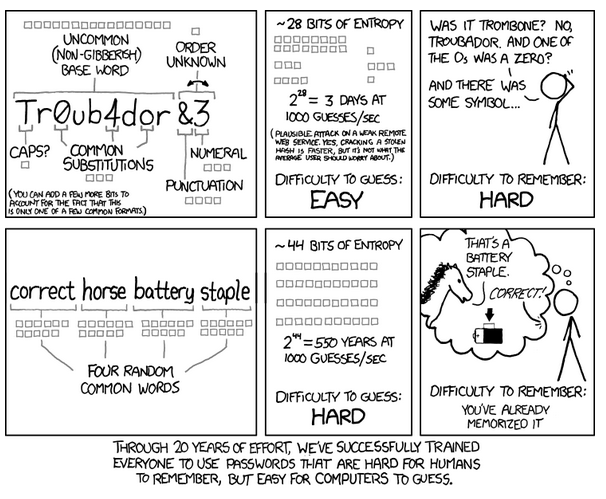 UNCOMMON
(NON-GIBBERISH)
BASE WORD
ORDER
UNKNOWN
Tr0ub4dor &3
CAPS?
COMMON
SUBSTITUTIONS
NUMERAL
PUNCTUATION
(YOU CAN ADD A FEW MORE BITS TO
ACCOUNT FOR THE FACT THAT THIS
IS ONLY ONE OF A FEW COMMON FORMATS.)
~28 BITS OF ENTROPY
2²⁸ = 3 DAYS AT
1000 GUESSES/SEC
(PLAUSIBLE ATTACK ON A WEAK REMOTE
WEB SERVICE. YES, CRACKING A STOLEN
HASH IS FASTER, BUT IT'S NOT WHAT THE
AVERAGE USER SHOULD WORRY ABOUT.)
DIFFICULTY TO GUESS:
EASY
WAS IT TROMBONE? NO,
TROUBADOR. AND ONE OF
THE Os WAS A ZERO?
AND THERE WAS
SOME SYMBOL...
DIFFICULTY TO REMEMBER:
HARD
correct horse battery staple
FOUR RANDOM
COMMON WORDS
~44 BITS OF ENTROPY
2⁴⁴ = 550 YEARS AT
1000 GUESSES/SEC
DIFFICULTY TO GUESS:
HARD
THAT'S A
BATTERY
STAPLE.
CORRECT!
DIFFICULTY TO REMEMBER:
YOU'VE ALREADY
MEMORIZED IT
THROUGH 20 YEARS OF EFFORT, WE'VE SUCCESSFULLY TRAINED
EVERYONE TO USE PASSWORDS THAT ARE HARD FOR HUMANS
TO REMEMBER, BUT EASY FOR COMPUTERS TO GUESS.